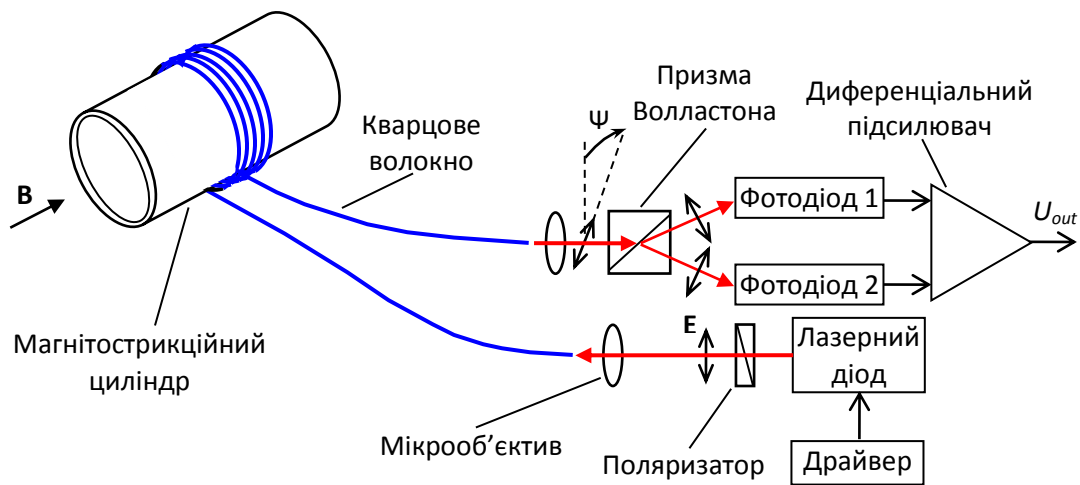 Призма
Волластона
Ψ
Диференціальний
підсилювач
Кварцове
волокно
B
Фотодіод 1
U_out
Фотодіод 2
Магнітострикційний
циліндр
E
Лазерний
діод
Мікрооб’єктив
Поляризатор
Драйвер